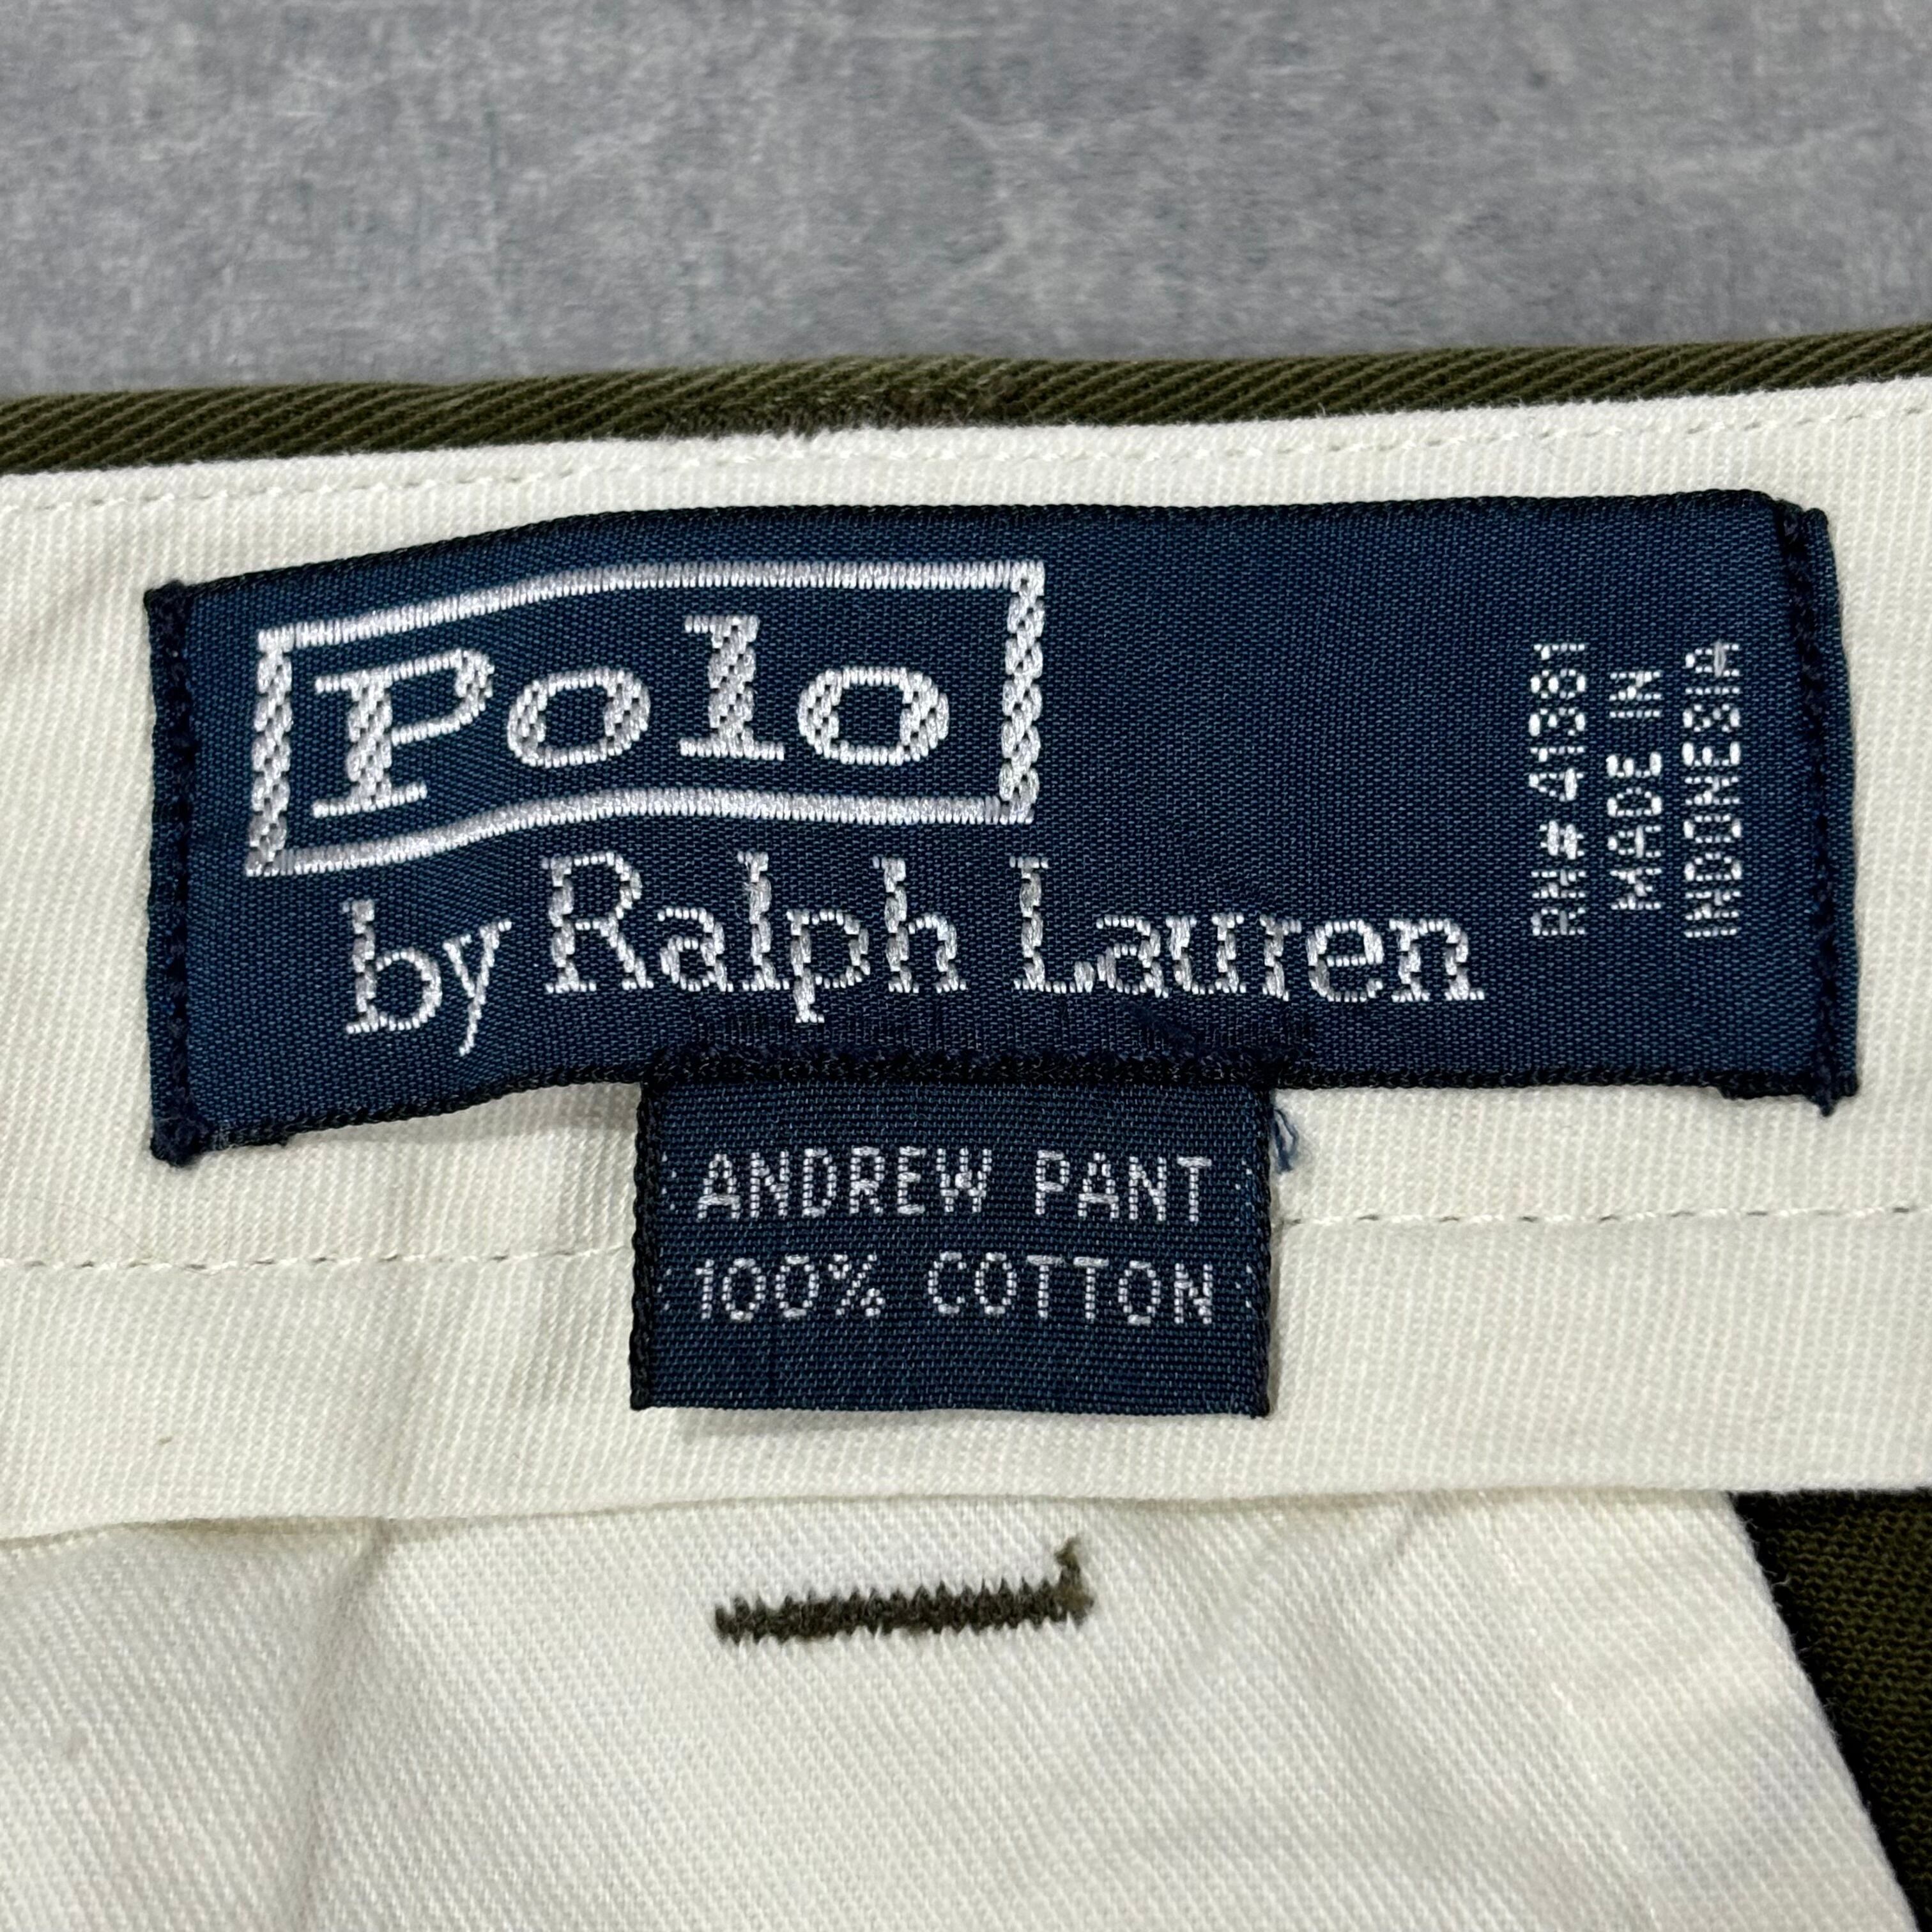 Polo
by Ralph Lauren
RN# 41381
MADE IN
INDONESIA
ANDREW PANT
100% COTTON